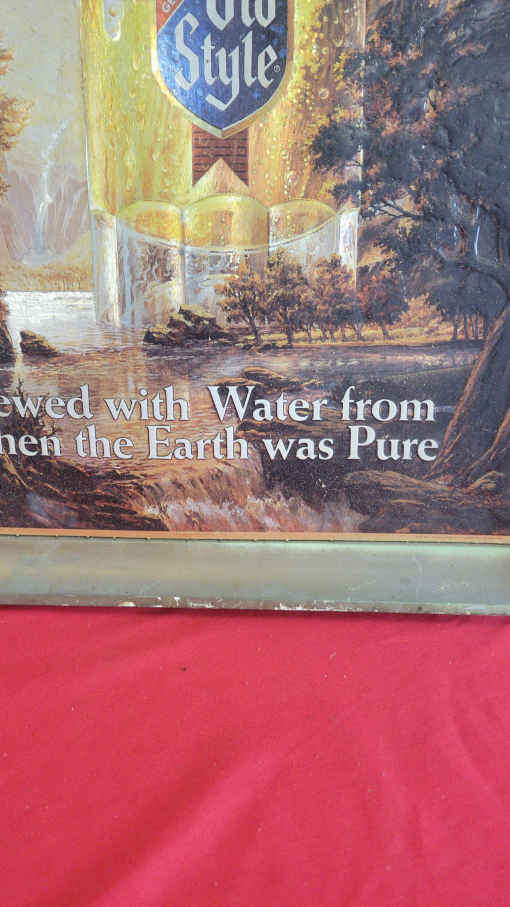 Old
Style
ewed with Water from
hen the Earth was Pure